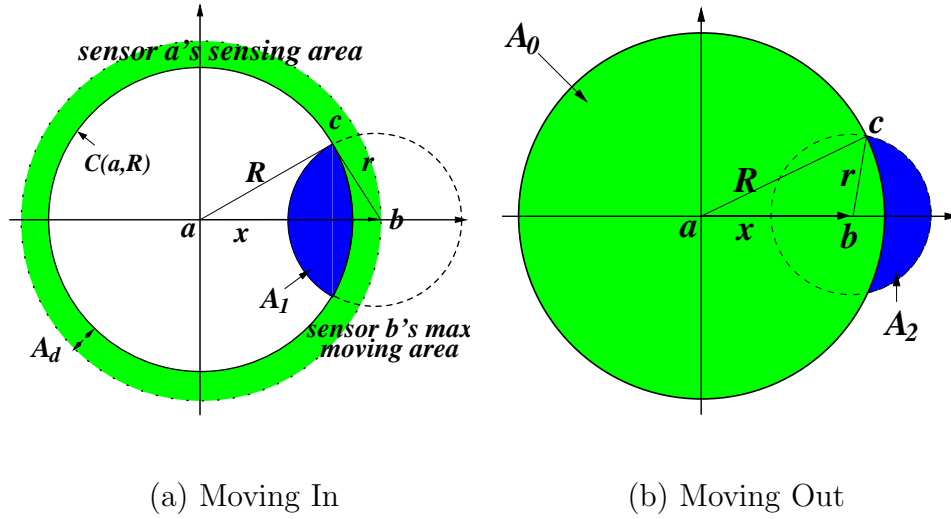 sensor a's sensing area
c
C(a,R)
R
r
a
x
b
A1
sensor b's max
moving area
Ad
A0
c
R
r
a
x
b
A2
(a) Moving In
(b) Moving Out